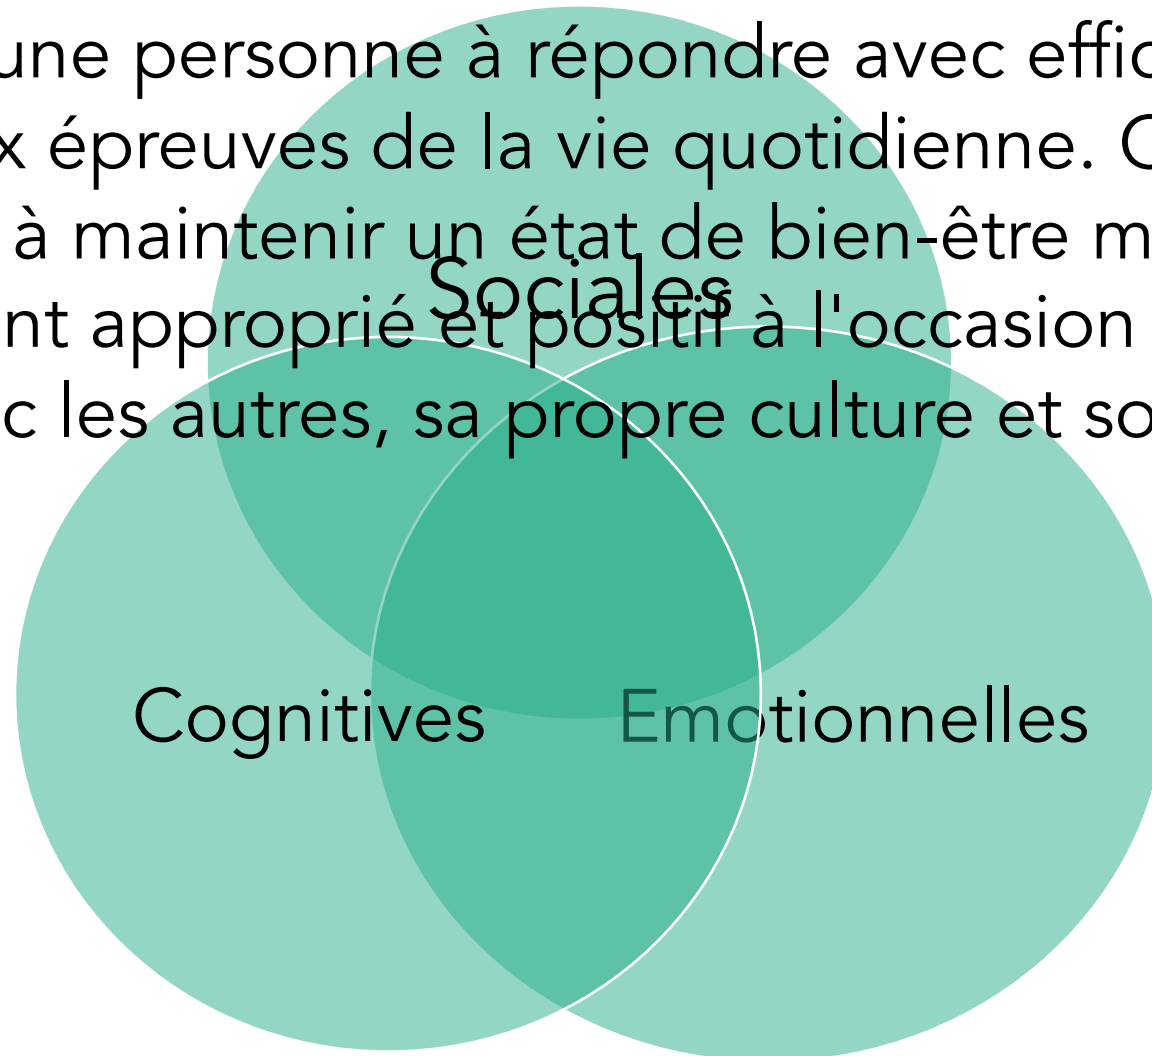 une personne à répondre avec effic
x épreuves de la vie quotidienne. C
à maintenir un état de bien-être m
Sociales
nt approprié et positif à l'occasion
c les autres, sa propre culture et so
Cognitives Emotionnelles